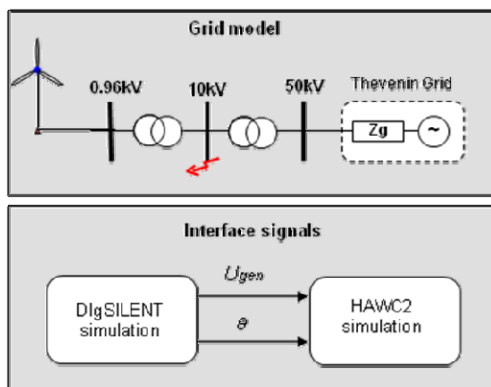 Grid model
0.96kV
10kV
50kV
Thevenin Grid
Zg
~
Interface signals
DIgSILENT
simulation
Ugen
θ
HAWC2
simulation